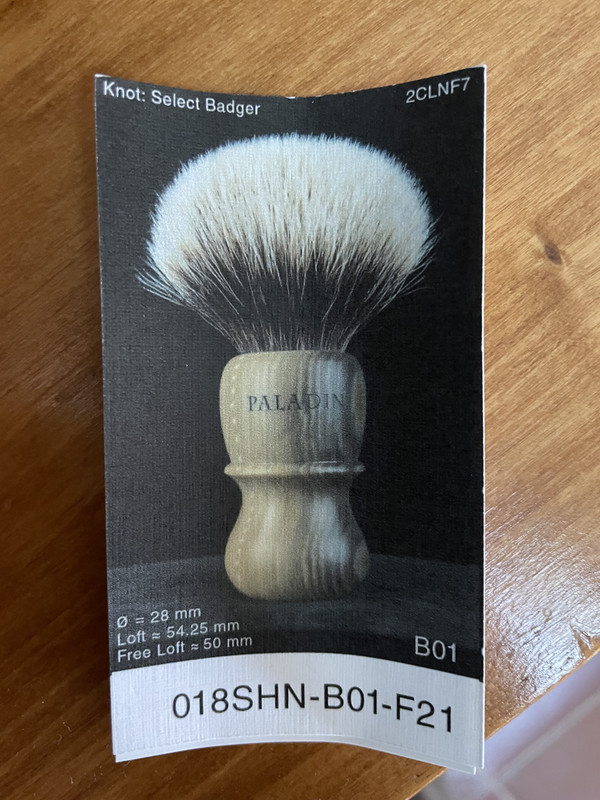 Knot: Select Badger
2CLNF7
PALADIN
Ø = 28 mm
Loft ≈ 54.25 mm
Free Loft ≈ 50 mm
B01
018SHN-B01-F21